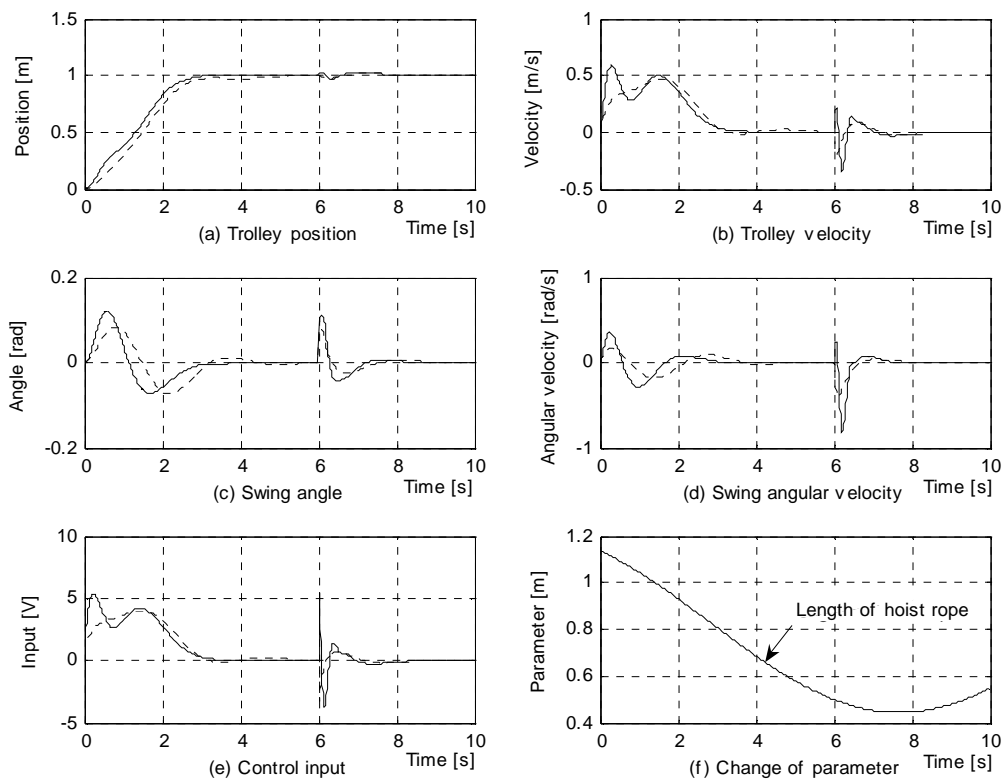 1.5
1
0.5
0
Position [m]
0 2 4 6 8 10
Time [s]
(a) Trolley position
1
0.5
0
-0.5
Velocity [m/s]
0 2 4 6 8 10
Time [s]
(b) Trolley velocity
0.2
0
-0.2
Angle [rad]
0 2 4 6 8 10
Time [s]
(c) Swing angle
1
0
-1
Angular velocity [rad/s]
0 2 4 6 8 10
Time [s]
(d) Swing angular velocity
10
5
0
-5
Input [V]
0 2 4 6 8 10
Time [s]
(e) Control input
1.2
1
0.8
0.6
0.4
Parameter [m]
Length of hoist rope
0 2 4 6 8 10
Time [s]
(f) Change of parameter